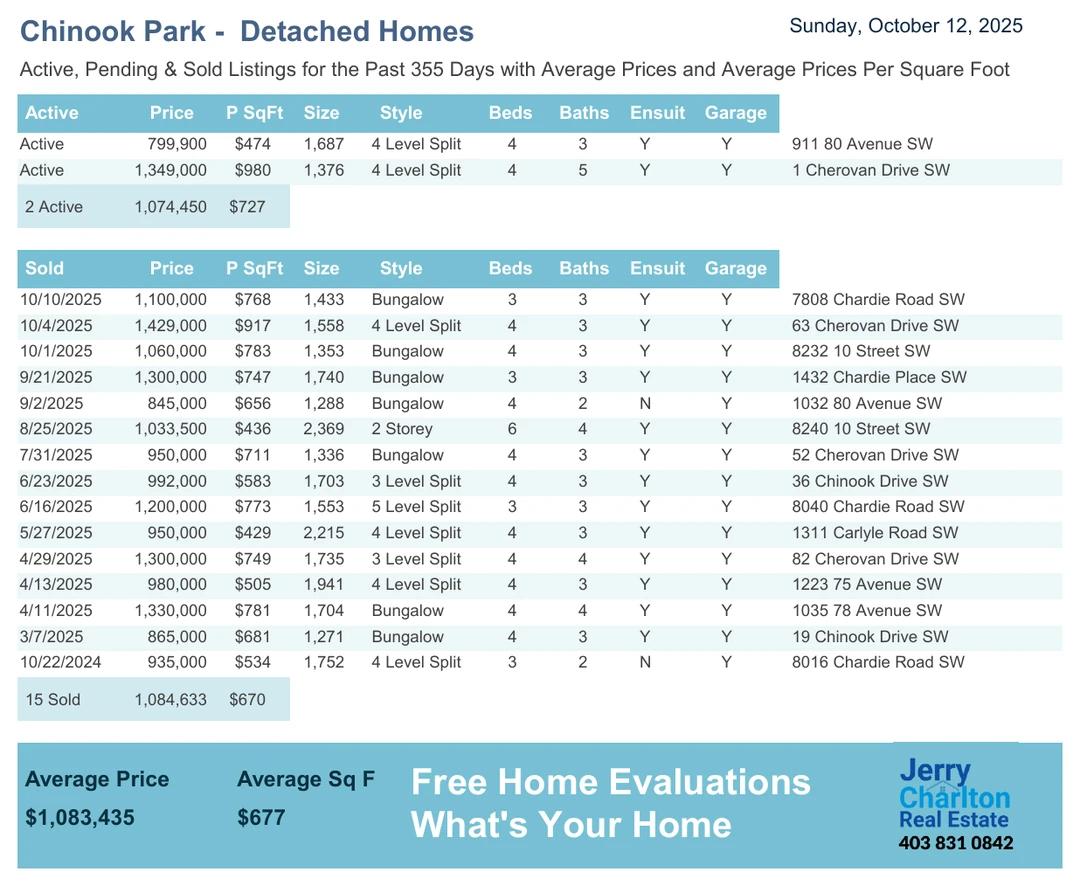 Chinook Park - Detached Homes
Sunday, October 12, 2025
Active, Pending & Sold Listings for the Past 355 Days with Average Prices and Average Prices Per Square Foot
Active Price P SqFt Size Style Beds Baths Ensuit Garage
Active 799,900 $474 1,687 4 Level Split 4 3 Y Y 911 80 Avenue SW
Active 1,349,000 $980 1,376 4 Level Split 4 5 Y Y 1 Cherovan Drive SW
2 Active 1,074,450 $727
Sold Price P SqFt Size Style Beds Baths Ensuit Garage
10/10/2025 1,100,000 $768 1,433 Bungalow 3 3 Y Y 7808 Chardie Road SW
10/4/2025 1,429,000 $917 1,558 4 Level Split 4 3 Y Y 63 Cherovan Drive SW
10/1/2025 1,060,000 $783 1,353 Bungalow 4 3 Y Y 8232 10 Street SW
9/21/2025 1,300,000 $747 1,740 Bungalow 3 3 Y Y 1432 Chardie Place SW
9/2/2025 845,000 $656 1,288 Bungalow 4 2 N Y 1032 80 Avenue SW
8/25/2025 1,033,500 $436 2,369 2 Storey 6 4 Y Y 8240 10 Street SW
7/31/2025 950,000 $711 1,336 Bungalow 4 3 Y Y 52 Cherovan Drive SW
6/23/2025 992,000 $583 1,703 3 Level Split 4 3 Y Y 36 Chinook Drive SW
6/16/2025 1,200,000 $773 1,553 5 Level Split 3 3 Y Y 8040 Chardie Road SW
5/27/2025 950,000 $429 2,215 4 Level Split 4 3 Y Y 1311 Carlyle Road SW
4/29/2025 1,300,000 $749 1,735 3 Level Split 4 4 Y Y 82 Cherovan Drive SW
4/13/2025 980,000 $505 1,941 4 Level Split 4 3 Y Y 1223 75 Avenue SW
4/11/2025 1,330,000 $781 1,704 Bungalow 4 4 Y Y 1035 78 Avenue SW
3/7/2025 865,000 $681 1,271 Bungalow 4 3 Y Y 19 Chinook Drive SW
10/22/2024 935,000 $534 1,752 4 Level Split 3 2 N Y 8016 Chardie Road SW
15 Sold 1,084,633 $670
Average Price Average Sq F
$1,083,435 $677
Free Home Evaluations
What's Your Home
Jerry
Charlton
Real Estate
403 831 0842